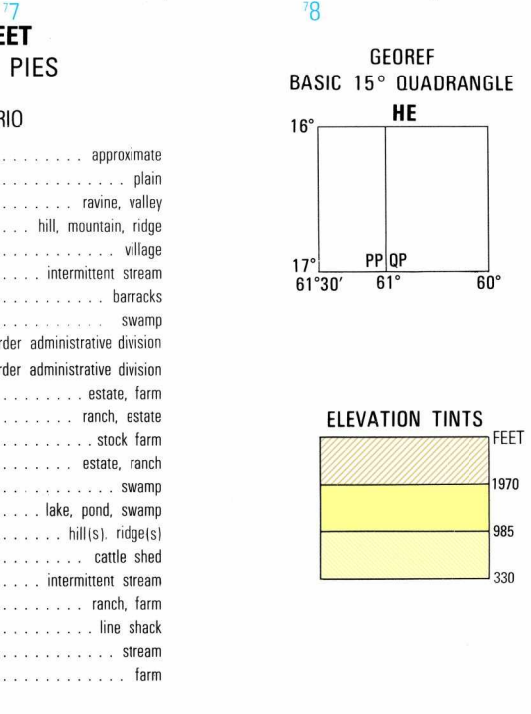 77
78
EET
PIES
RIO
. . . . . . . . approximate
. . . . . . . . . . . . . plain
. . . . . . . ravine, valley
. . . hill, mountain, ridge
. . . . . . . . . . . . village
. . . . intermittent stream
. . . . . . . . . . . barracks
. . . . . . . . . . swamp
rder administrative division
rder administrative division
. . . . . . . . . estate, farm
. . . . . . . . ranch, estate
. . . . . . . . . . stock farm
. . . . . . . . estate, ranch
. . . . . . . . . . . . swamp
. . . . lake, pond, swamp
. . . . . . hill(s), ridge(s)
. . . . . . . . . cattle shed
. . . . intermittent stream
. . . . . . . . . ranch, farm
. . . . . . . . . . line shack
. . . . . . . . . . . . stream
. . . . . . . . . . . . . farm
GEOREF
BASIC 15° QUADRANGLE
HE
16°
17° PP QP
61°30′ 61° 60°
ELEVATION TINTS
FEET
1970
985
330